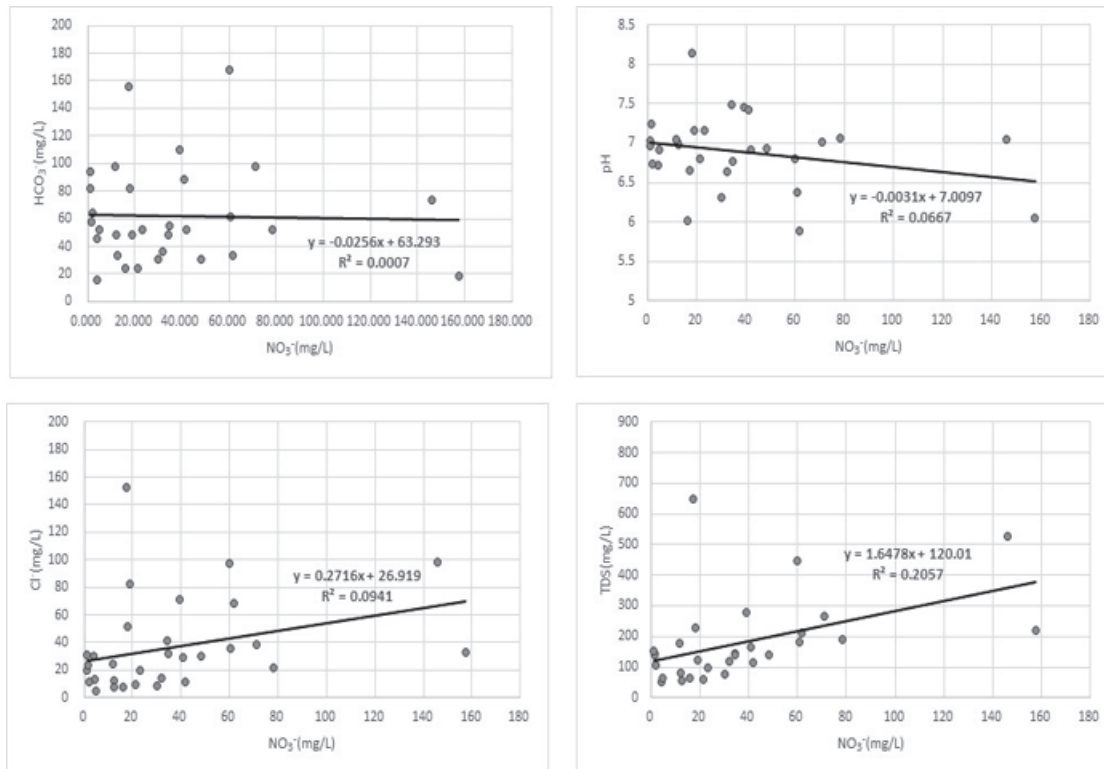 200
180
160
140
120
100
80
60
40
20
0
HCO₃⁻(mg/L)
y = -0.0256x + 63.293
R² = 0.0007
0.000 20.000 40.000 60.000 80.000 100.000 120.000 140.000 160.000 180.000
NO₃⁻(mg/L)
8.5
8
7.5
7
6.5
6
5.5
5
pH
y = -0.0031x + 7.0097
R² = 0.0667
0 20 40 60 80 100 120 140 160 180
NO₃⁻(mg/L)
200
180
160
140
120
100
80
60
40
20
0
Cl⁻(mg/L)
y = 0.2716x + 26.919
R² = 0.0941
0 20 40 60 80 100 120 140 160 180
NO₃⁻(mg/L)
900
800
700
600
500
400
300
200
100
0
TDS(mg/L)
y = 1.6478x + 120.01
R² = 0.2057
0 20 40 60 80 100 120 140 160 180
NO₃⁻(mg/L)